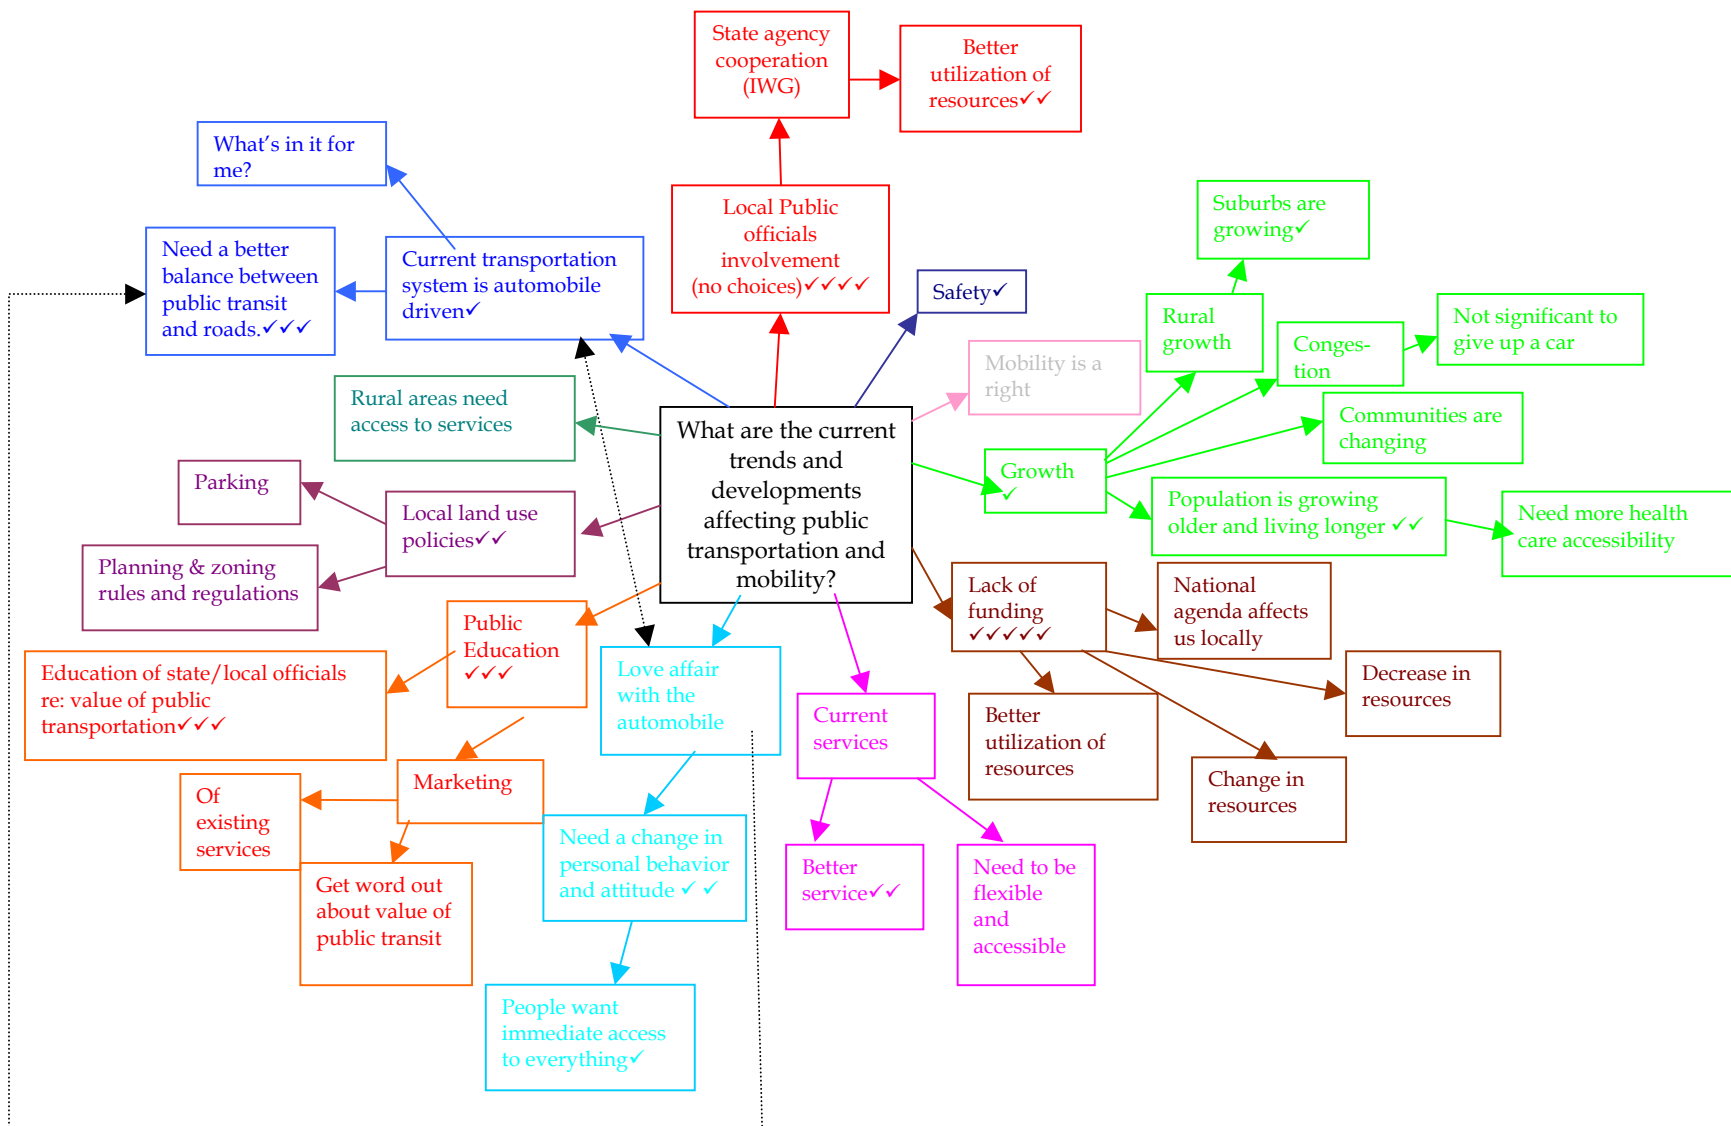 State agency
cooperation
(IWG)
Better
utilization of
resources✓✓
What's in it for
me?
Local Public
officials
involvement
(no choices)✓✓✓✓
Suburbs are
growing✓
Need a better
balance between
public transit
and roads.✓✓✓
Current transportation
system is automobile
driven✓
Safety✓
Rural
growth
Conges-
tion
Not significant to
give up a car
Mobility is a
right
Rural areas need
access to services
Communities are
changing
What are the current
trends and
developments
affecting public
transportation and
mobility?
Growth
✓
Parking
Local land use
policies✓✓
Population is growing
older and living longer ✓✓
Need more health
care accessibility
Planning & zoning
rules and regulations
Lack of
funding
✓✓✓✓✓
National
agenda affects
us locally
Public
Education
✓✓✓
Education of state/local officials
re: value of public
transportation✓✓✓
Love affair
with the
automobile
Decrease in
resources
Current
services
Better
utilization of
resources
Change in
resources
Marketing
Of
existing
services
Need a change in
personal behavior
and attitude ✓ ✓
Better
service✓✓
Need to be
flexible
and
accessible
Get word out
about value of
public transit
People want
immediate access
to everything✓